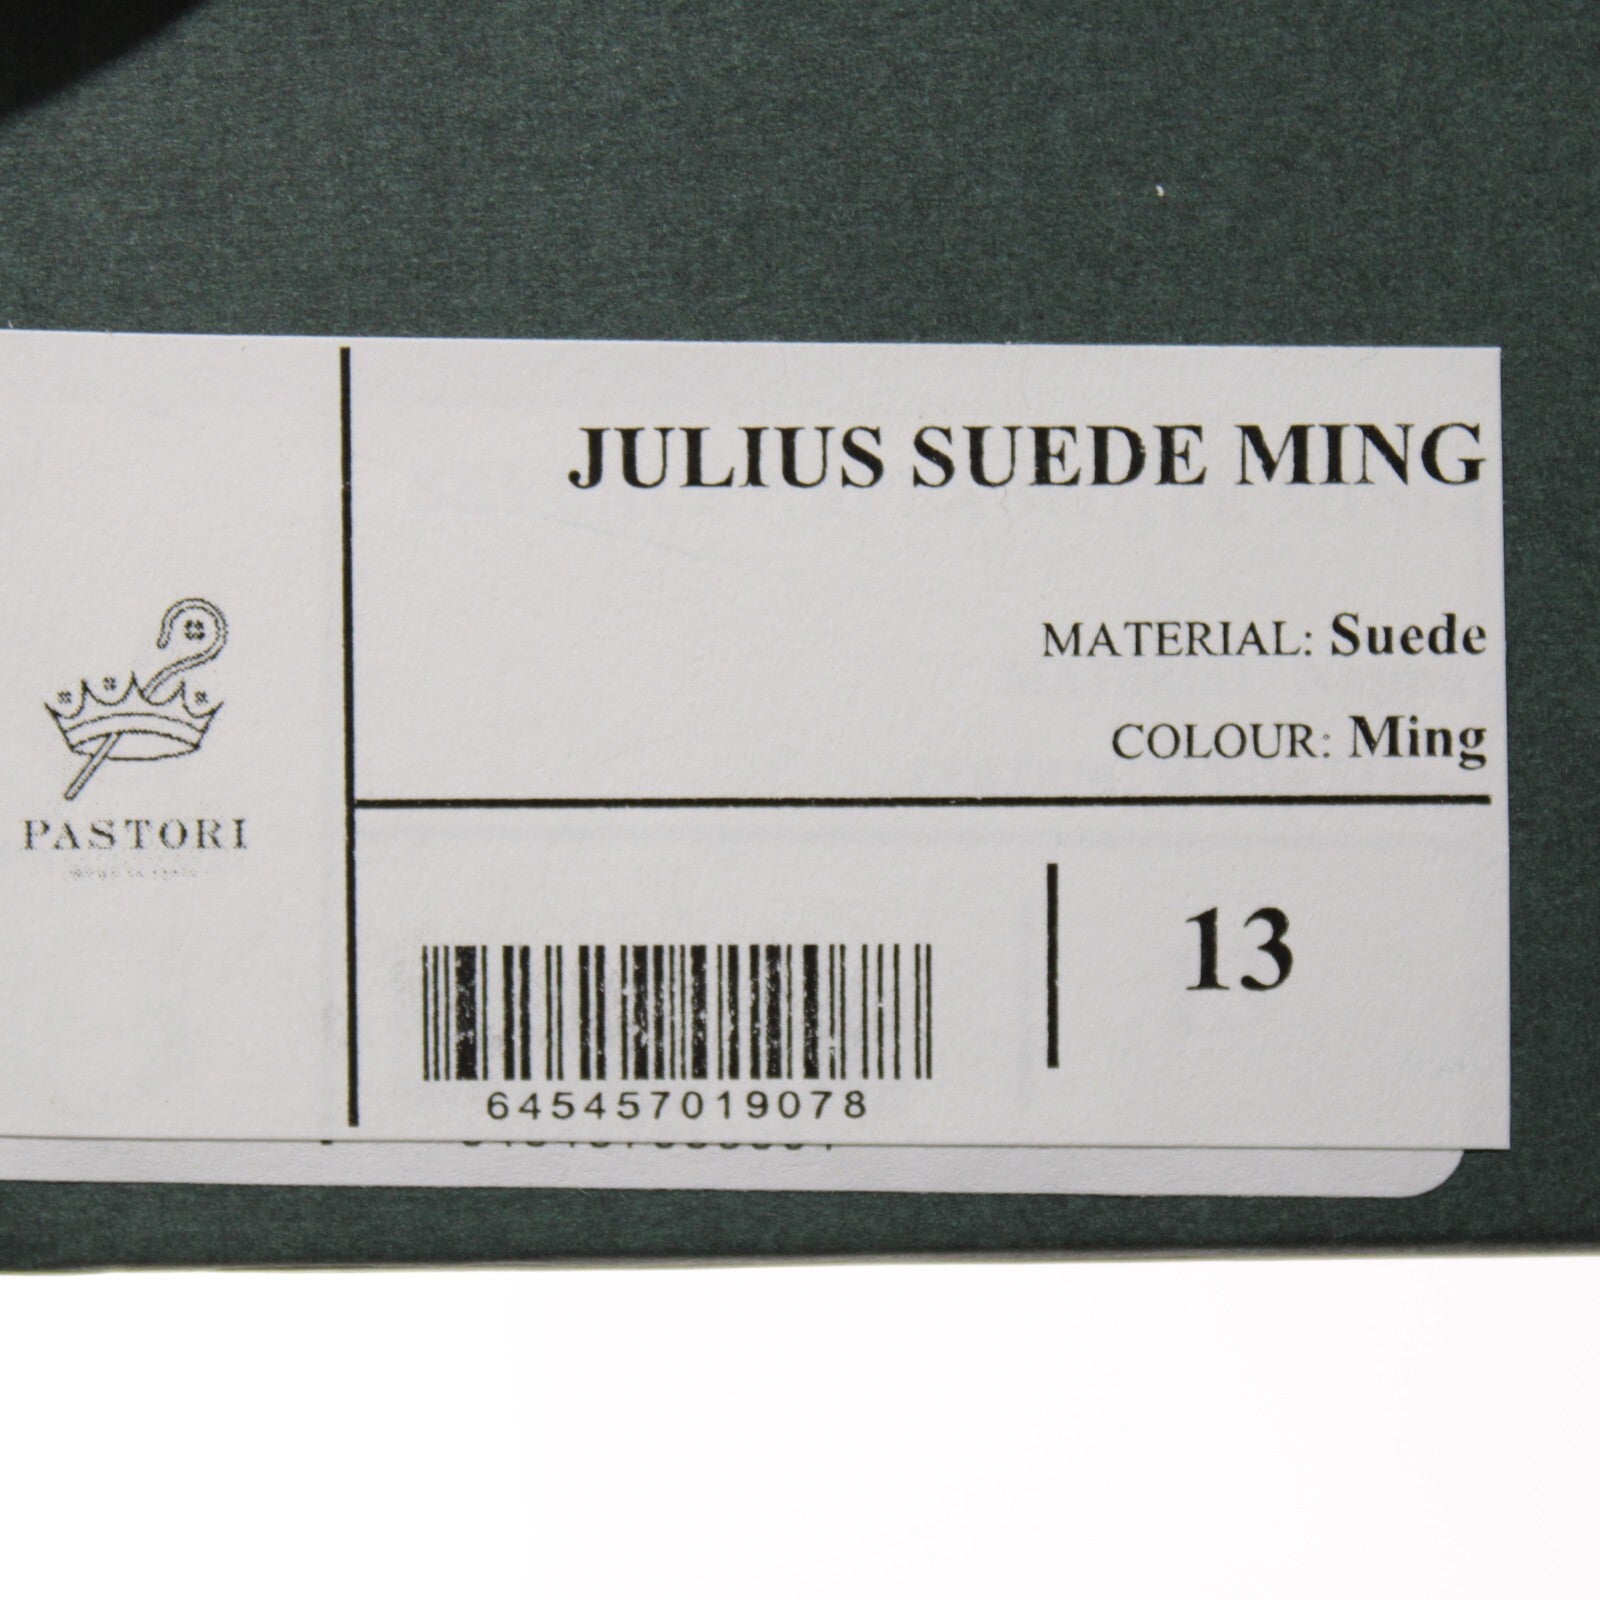 JULIUS SUEDE MING
MATERIAL: Suede
COLOUR: Ming
PASTORI
645457019078
13